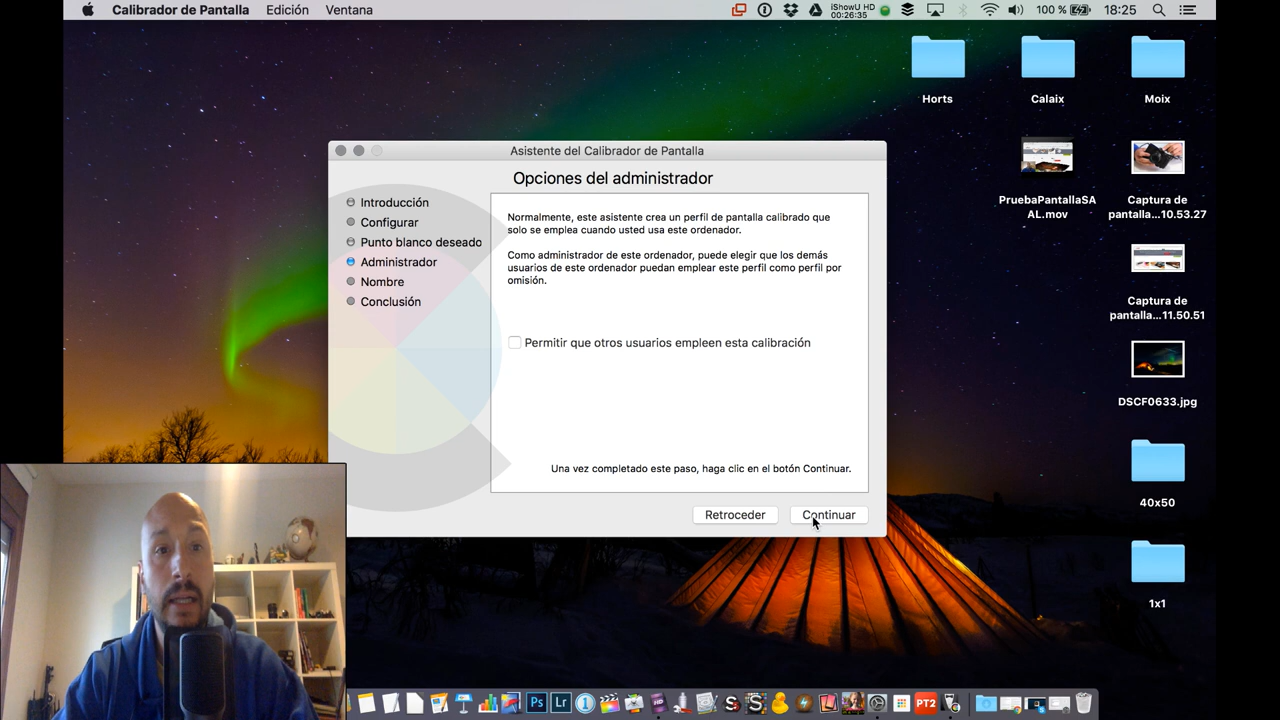 Calibrador de Pantalla Edición Ventana
iShowU HD
00:26:35
100 %
18:25
Horts
Calaix
Moix
PruebaPantallaSA
AL.mov
Captura de
pantalla...10.53.27
Captura de
pantalla...11.50.51
DSCF0633.jpg
40x50
1x1
Asistente del Calibrador de Pantalla
Opciones del administrador
Introducción
Configurar
Punto blanco deseado
Administrador
Nombre
Conclusión
Normalmente, este asistente crea un perfil de pantalla calibrado que
solo se emplea cuando usted usa este ordenador.
Como administrador de este ordenador, puede elegir que los demás
usuarios de este ordenador puedan emplear este perfil como perfil por
omisión.
Permitir que otros usuarios empleen esta calibración
Una vez completado este paso, haga clic en el botón Continuar.
Retroceder
Continuar
Ps
Lr
PT2